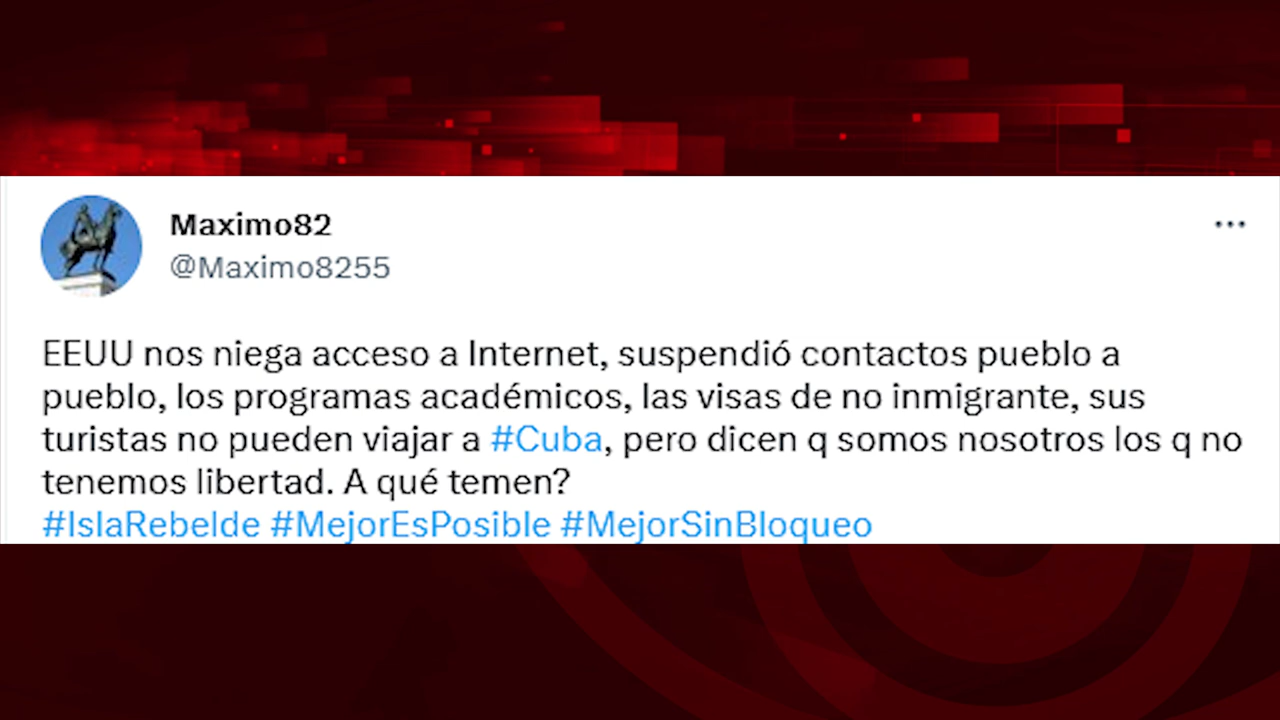 Maximo82
@Maximo8255
EEUU nos niega acceso a Internet, suspendió contactos pueblo a
pueblo, los programas académicos, las visas de no inmigrante, sus
turistas no pueden viajar a #Cuba, pero dicen q somos nosotros los q no
tenemos libertad. A qué temen?
#IslaRebelde #MejorEsPosible #MejorSinBloqueo